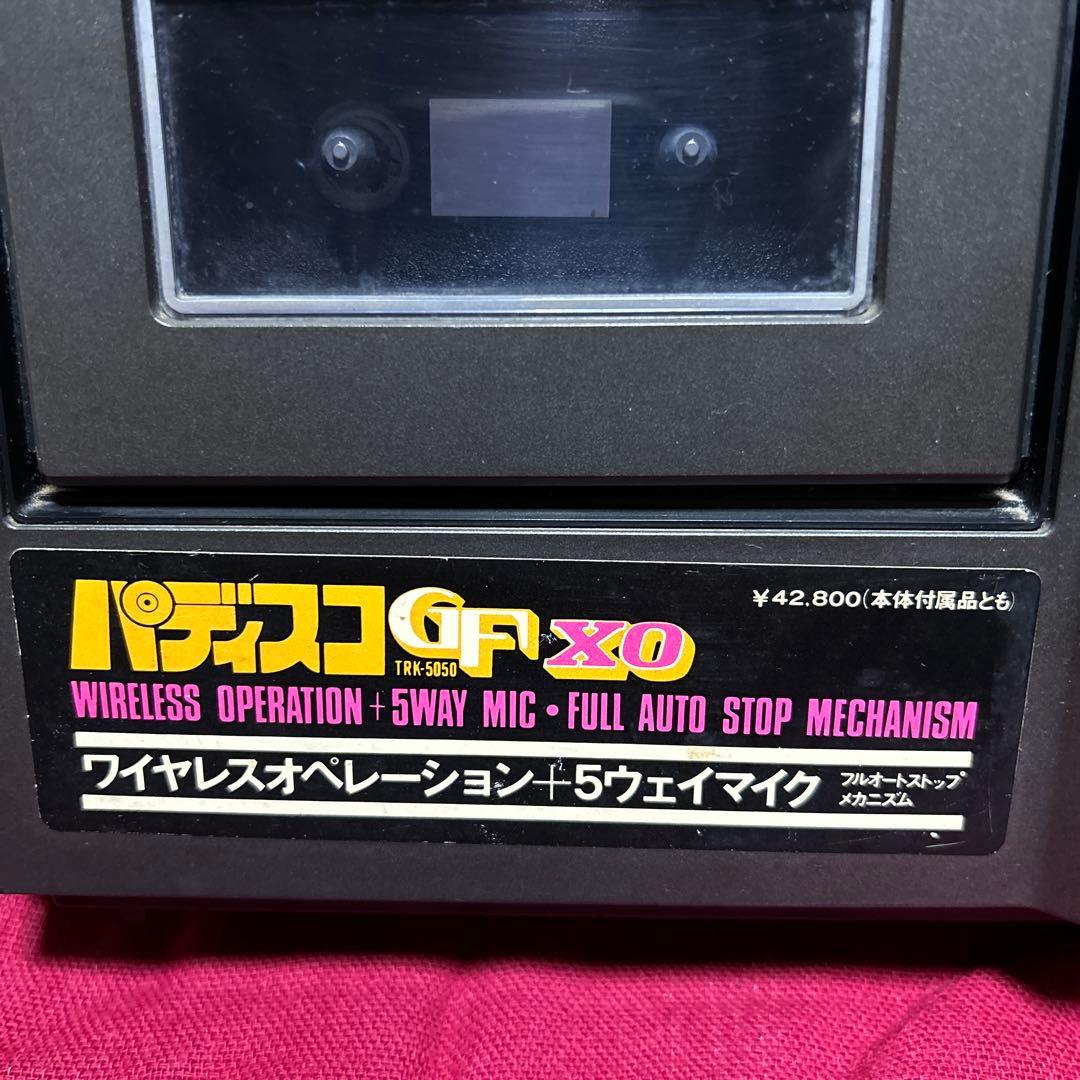 ¥42,800(本体付属品とも)
パディスコ GF XO
TRK-5050
WIRELESS OPERATION+5WAY MIC・FULL AUTO STOP MECHANISM
ワイヤレスオペレーション+5ウェイマイク フルオートストップ
メカニズム